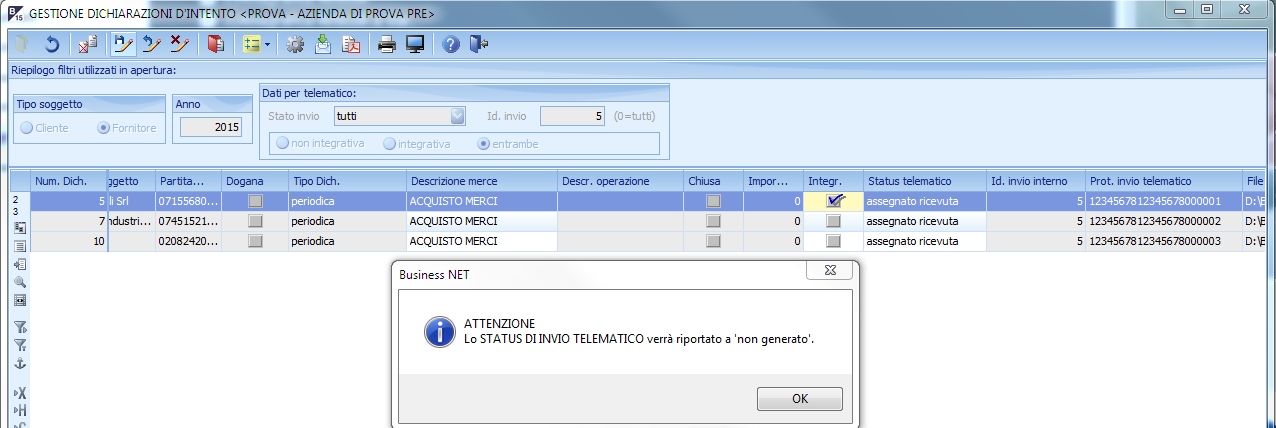 B 15 GESTIONE DICHIARAZIONI D'INTENTO <PROVA - AZIENDA DI PROVA PRE>
Riepilogo filtri utilizzati in apertura:
Tipo soggetto
Cliente Fornitore
Anno
2015
Dati per telematico:
Stato invio tutti Id. invio 5 (0=tutti)
non integrativa integrativa entrambe
Num. Dich. ggetto Partita... Dogana Tipo Dich. Descrizione merce Descr. operazione Chiusa Impor... Integr. Status telematico Id. invio interno Prot. invio telematico File
5 li Srl 07155680... periodica ACQUISTO MERCI 0 assegnato ricevuta 5 1234567812345678000001 D:\B
7 ndustri... 07451521... periodica ACQUISTO MERCI 0 assegnato ricevuta 5 1234567812345678000002 D:\B
10 02082420... periodica ACQUISTO MERCI 0 assegnato ricevuta 5 1234567812345678000003 D:\B
2
3
Business NET
ATTENZIONE
Lo STATUS DI INVIO TELEMATICO verrà riportato a 'non generato'.
OK